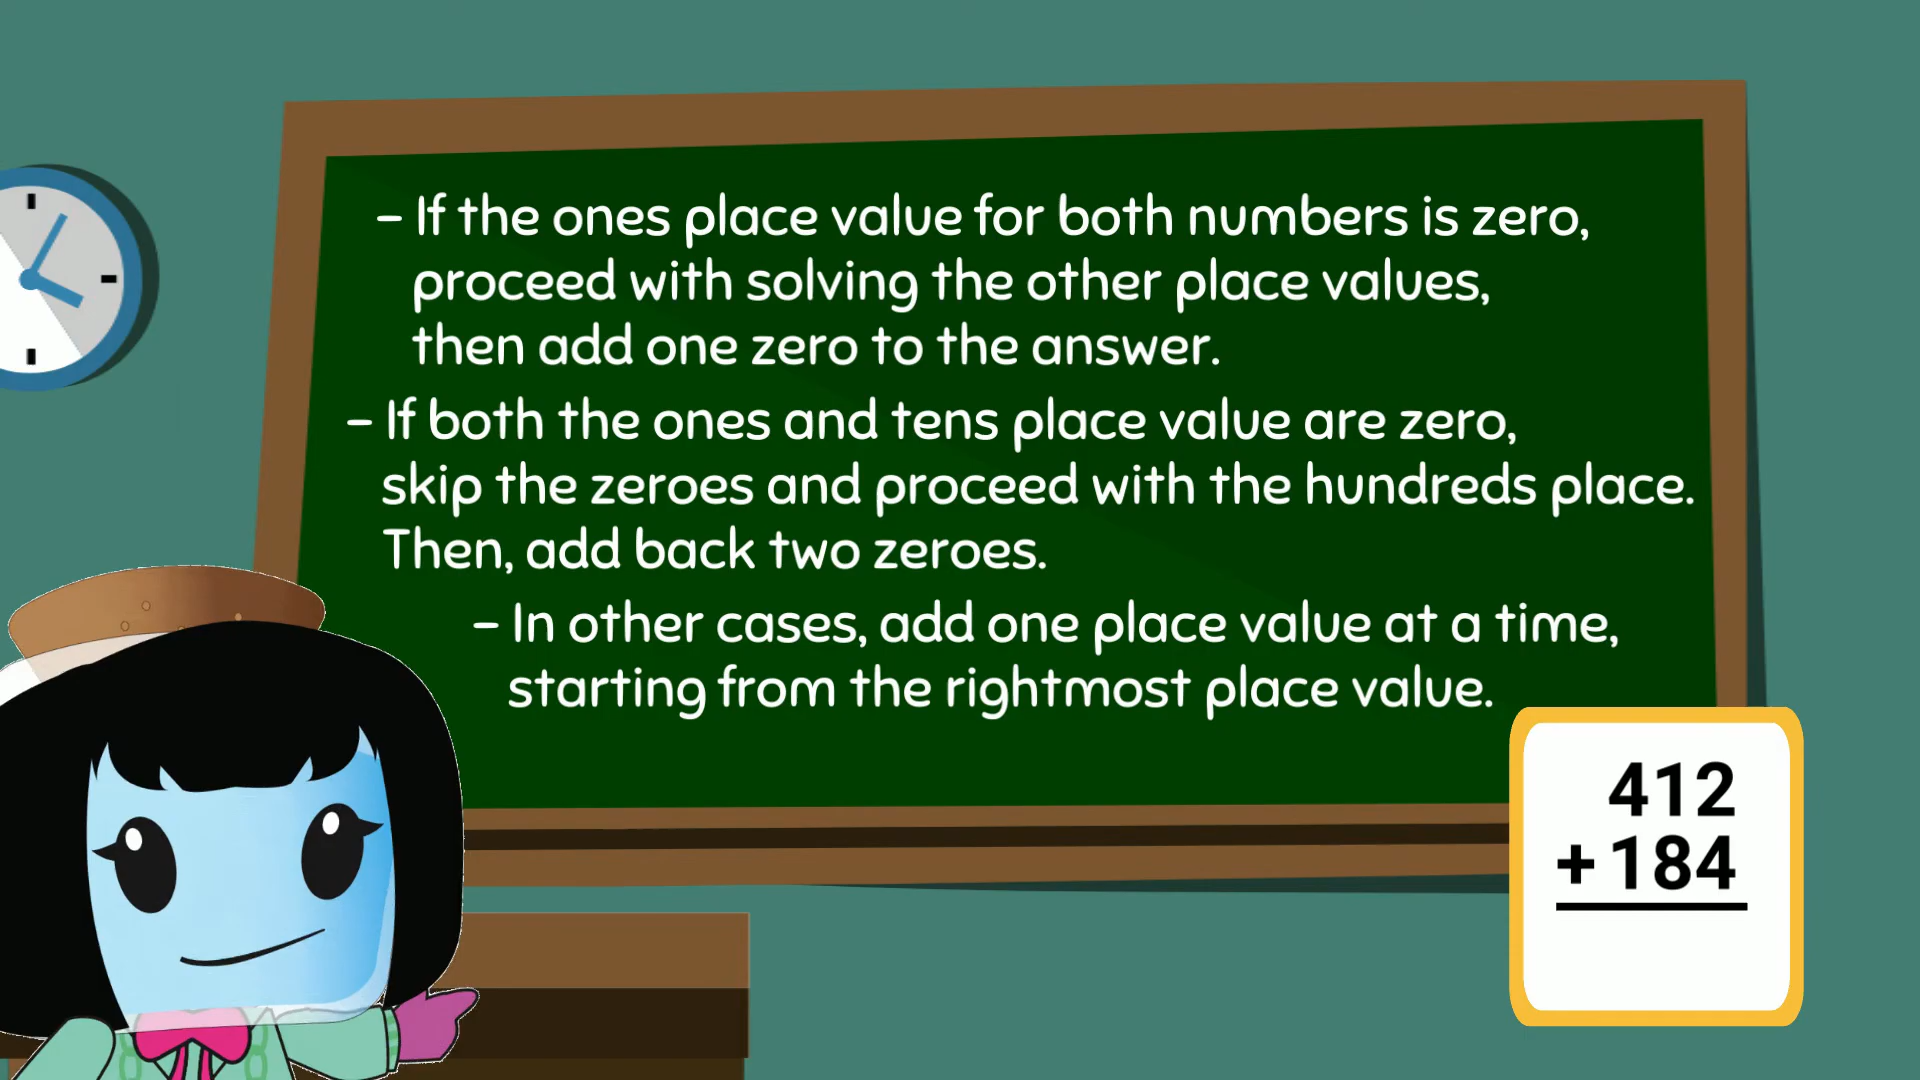 - If the ones place value for both numbers is zero,
proceed with solving the other place values,
then add one zero to the answer.
- If both the ones and tens place value are zero,
skip the zeroes and proceed with the hundreds place.
Then, add back two zeroes.
- In other cases, add one place value at a time,
starting from the rightmost place value.
412
+ 184